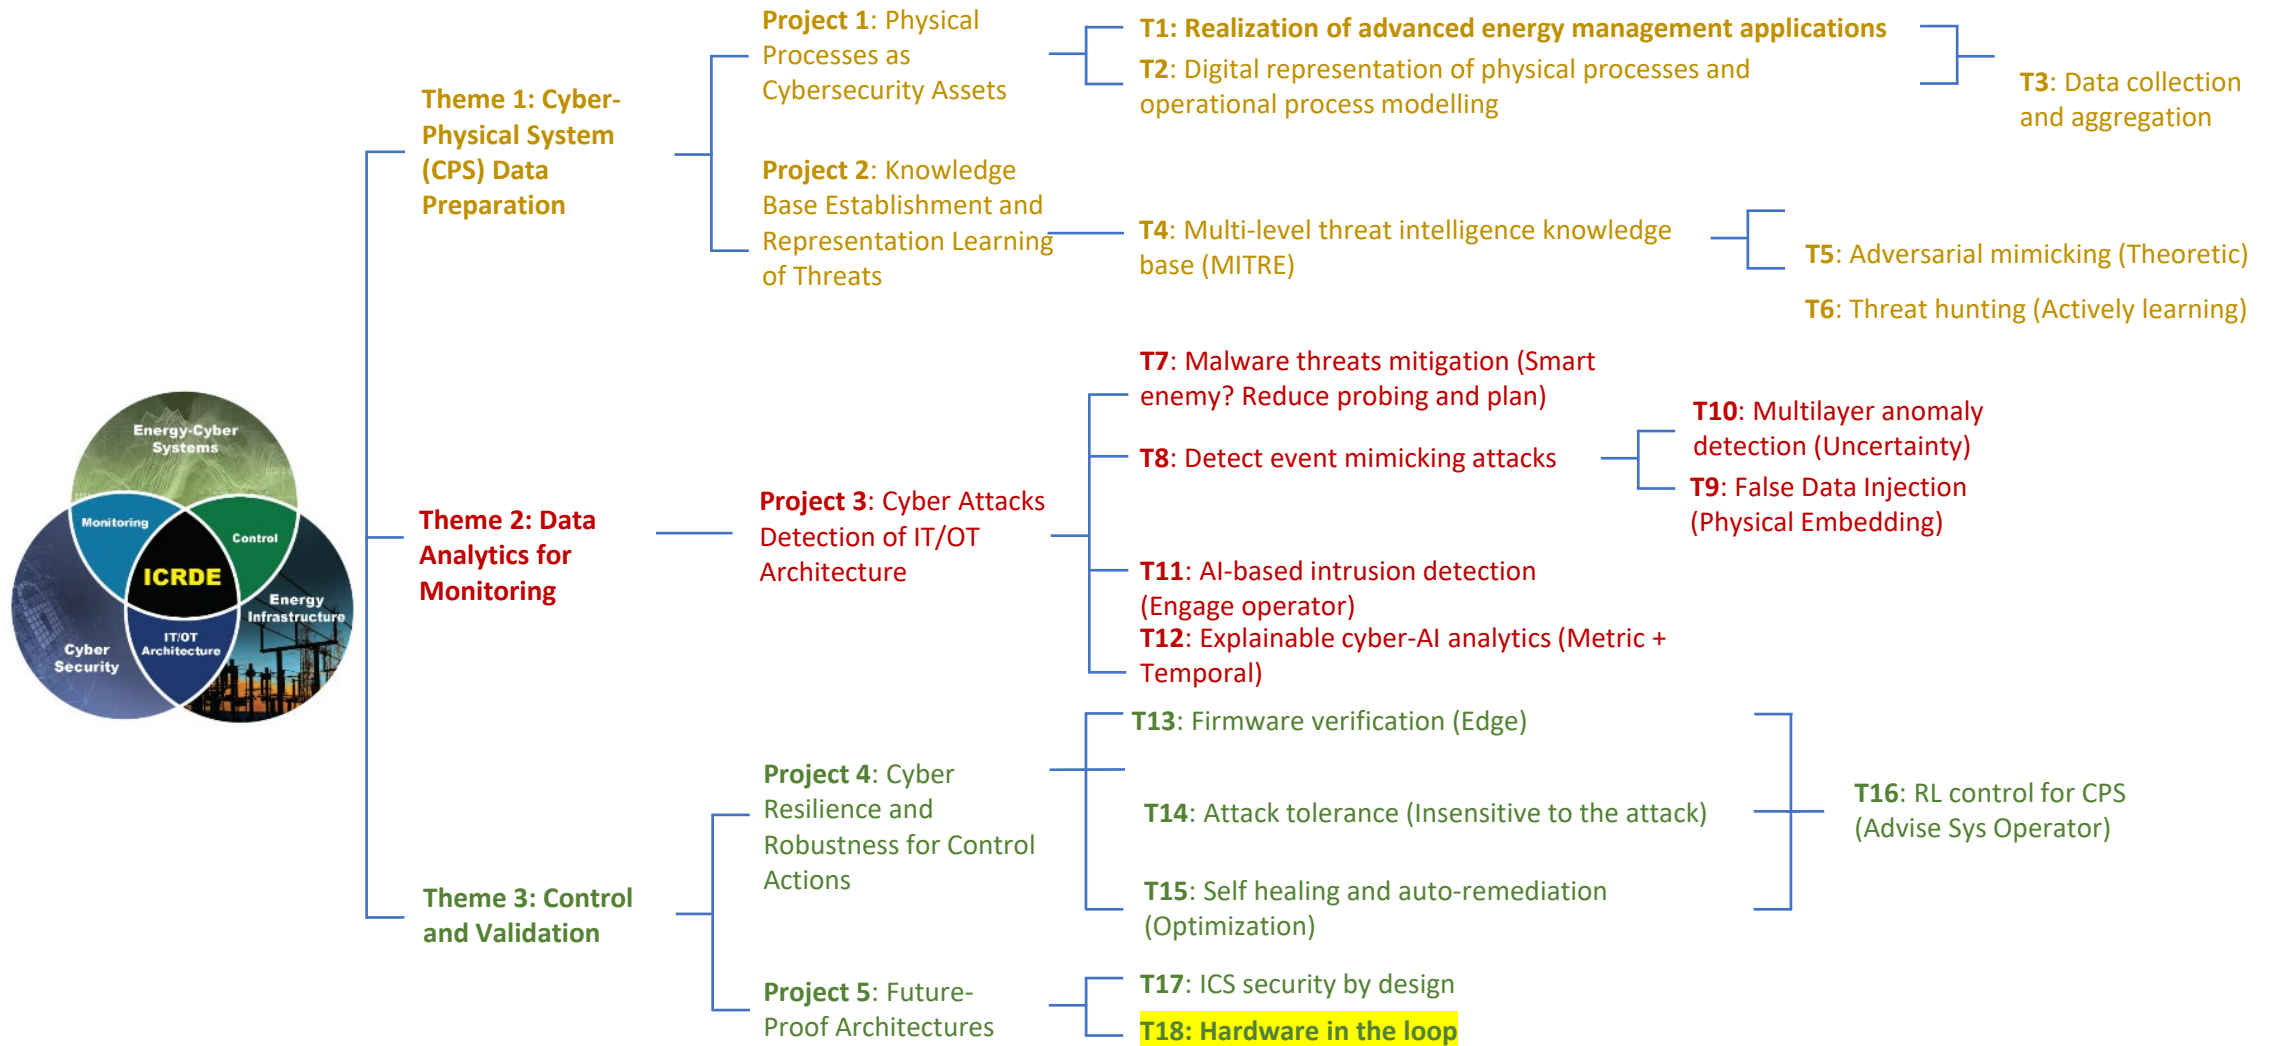 Energy-Cyber
Systems
Monitoring
Control
ICRDE
Energy
Infrastructure
IT/OT
Architecture
Cyber
Security
Theme 1: Cyber-
Physical System
(CPS) Data
Preparation
Project 1: Physical
Processes as
Cybersecurity Assets
T1: Realization of advanced energy management applications
T2: Digital representation of physical processes and
operational process modelling
T3: Data collection
and aggregation
Project 2: Knowledge
Base Establishment and
Representation Learning
of Threats
T4: Multi-level threat intelligence knowledge
base (MITRE)
T5: Adversarial mimicking (Theoretic)
T6: Threat hunting (Actively learning)
Theme 2: Data
Analytics for
Monitoring
Project 3: Cyber Attacks
Detection of IT/OT
Architecture
T7: Malware threats mitigation (Smart
enemy? Reduce probing and plan)
T8: Detect event mimicking attacks
T10: Multilayer anomaly
detection (Uncertainty)
T9: False Data Injection
(Physical Embedding)
T11: AI-based intrusion detection
(Engage operator)
T12: Explainable cyber-AI analytics (Metric +
Temporal)
Theme 3: Control
and Validation
Project 4: Cyber
Resilience and
Robustness for Control
Actions
T13: Firmware verification (Edge)
T14: Attack tolerance (Insensitive to the attack)
T15: Self healing and auto-remediation
(Optimization)
T16: RL control for CPS
(Advise Sys Operator)
Project 5: Future-
Proof Architectures
T17: ICS security by design
T18: Hardware in the loop